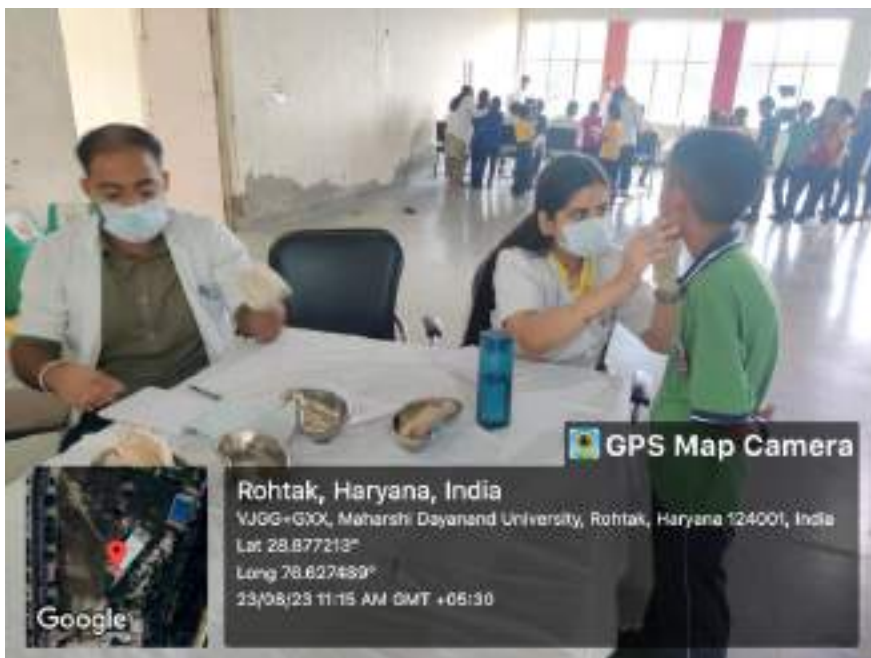 GPS Map Camera
Rohtak, Haryana, India
VJGG+GXX, Maharshi Dayanand University, Rohtak, Haryana 124001, India
Lat 28.877213°
Long 76.627489°
23/08/23 11:15 AM GMT +05:30
Google